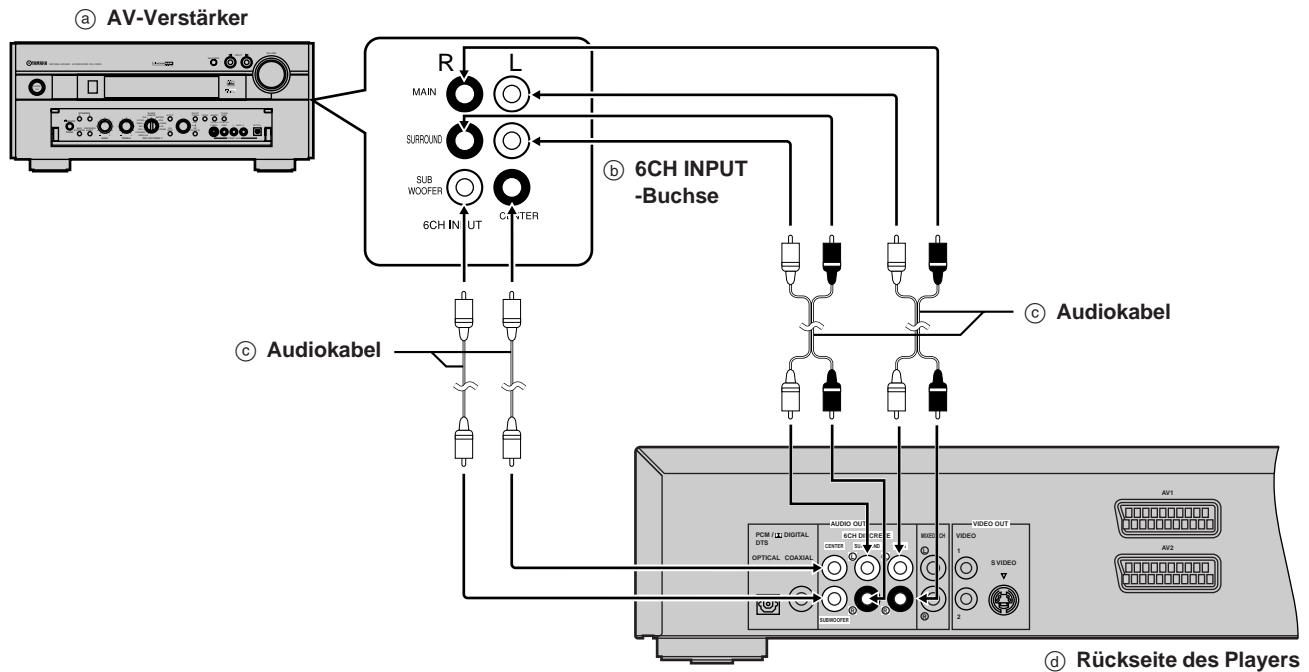 ⓐ AV-Verstärker
YAMAHA
R L
MAIN
SURROUND
SUB
WOOFER
CENTER
6CH INPUT
ⓑ 6CH INPUT
-Buchse
ⓒ Audiokabel
ⓒ Audiokabel
AV1
AV2
AUDIO OUT
VIDEO OUT
PCM / DIGITAL
DTS
6CH DISCRETE
MIXED 2CH
VIDEO
OPTICAL COAXIAL
CENTER
SURROUND
L
L
1
S VIDEO
R
R
2
SUBWOOFER
ⓓ Rückseite des Players